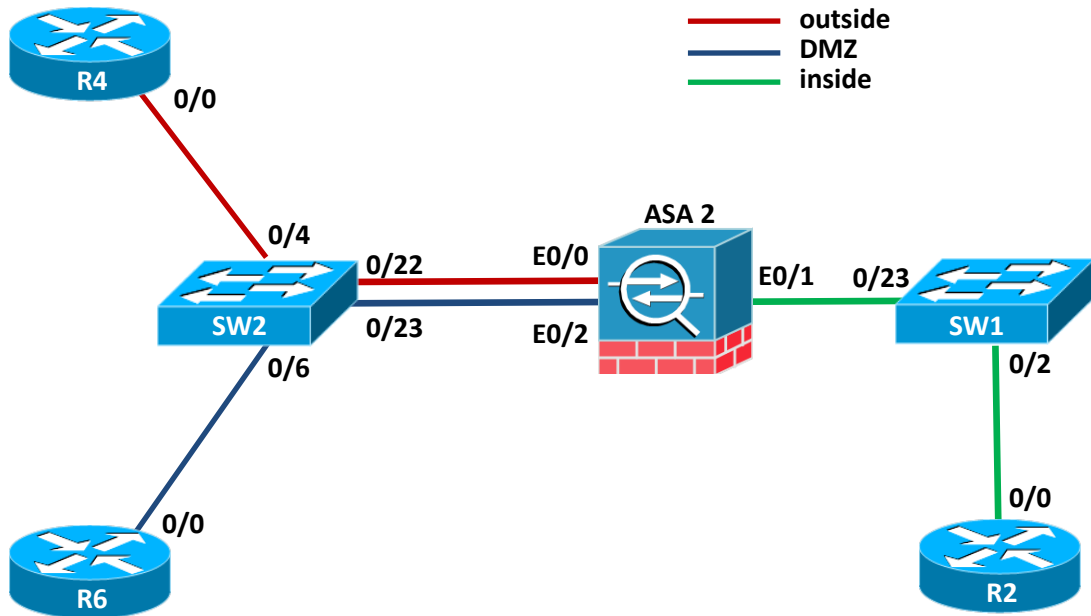 outside
DMZ
inside
R4
0/0
0/4
0/22
E0/0
ASA 2
E0/1
0/23
SW2
0/23
E0/2
SW1
0/6
0/2
0/0
R6
0/0
R2